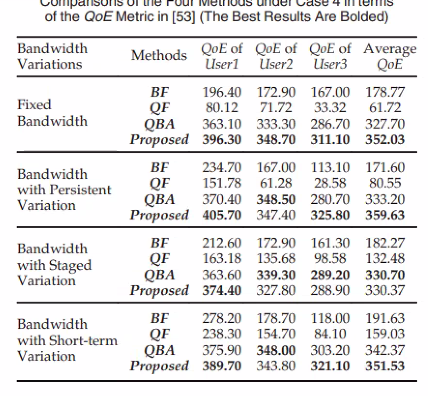 Comparisons of the Four Methods under Case 4 in terms
of the QoE Metric in [53] (The Best Results Are Bolded)
Bandwidth Variations Methods QoE of User1 QoE of User2 QoE of User3 Average QoE
Fixed Bandwidth
BF 196.40 172.90 167.00 178.77
QF 80.12 71.72 33.32 61.72
QBA 363.10 333.30 286.70 327.70
Proposed 396.30 348.70 311.10 352.03
Bandwidth with Persistent Variation
BF 234.70 167.00 113.10 171.60
QF 151.78 61.28 28.58 80.55
QBA 370.40 348.50 280.70 333.20
Proposed 405.70 347.40 325.80 359.63
Bandwidth with Staged Variation
BF 212.60 172.90 161.30 182.27
QF 163.18 135.68 98.58 132.48
QBA 363.60 339.30 289.20 330.70
Proposed 374.40 327.80 288.90 330.37
Bandwidth with Short-term Variation
BF 278.20 178.70 118.00 191.63
QF 238.30 154.70 84.10 159.03
QBA 375.90 348.00 303.20 342.37
Proposed 389.70 343.80 321.10 351.53